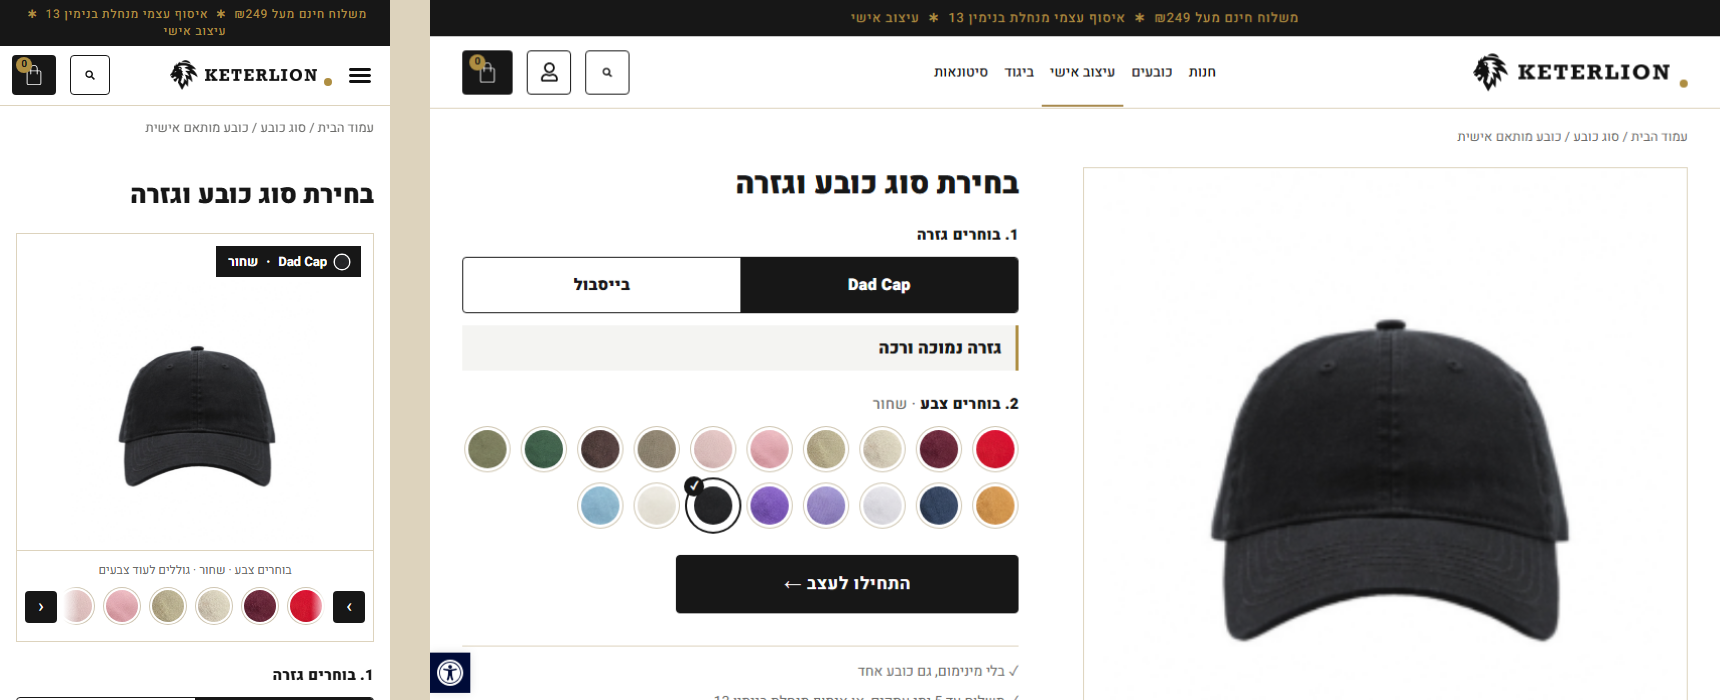 משלוח חינם מעל 249₪ ✱ איסוף עצמי מנחלת בנימין 13 ✱
עיצוב אישי
0
KETERLION
עמוד הבית / סוג כובע / כובע מותאם אישית
בחירת סוג כובע וגזרה
Dad Cap · שחור
בוחרים צבע · שחור · גוללים לעוד צבעים
1. בוחרים גזרה
משלוח חינם מעל 249₪ ✱ איסוף עצמי מנחלת בנימין 13 ✱ עיצוב אישי
KETERLION
חנות כובעים עיצוב אישי ביגוד סיטונאות
0
עמוד הבית / סוג כובע / כובע מותאם אישית
בחירת סוג כובע וגזרה
1. בוחרים גזרה
Dad Cap
בייסבול
גזרה נמוכה ורכה
2. בוחרים צבע · שחור
התחילו לעצב ←
✓ בלי מינימום, גם כובע אחד